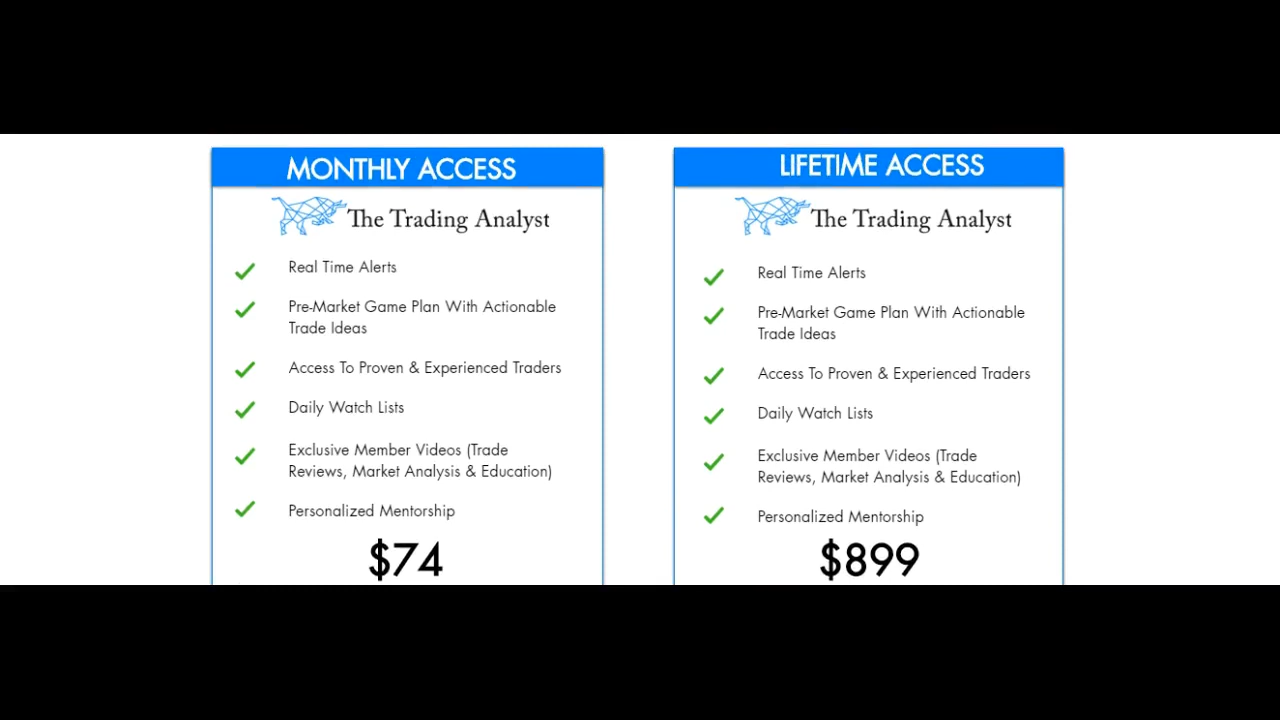 MONTHLY ACCESS
The Trading Analyst
Real Time Alerts
Pre-Market Game Plan With Actionable
Trade Ideas
Access To Proven & Experienced Traders
Daily Watch Lists
Exclusive Member Videos (Trade
Reviews, Market Analysis & Education)
Personalized Mentorship
$74
LIFETIME ACCESS
The Trading Analyst
Real Time Alerts
Pre-Market Game Plan With Actionable
Trade Ideas
Access To Proven & Experienced Traders
Daily Watch Lists
Exclusive Member Videos (Trade
Reviews, Market Analysis & Education)
Personalized Mentorship
$899